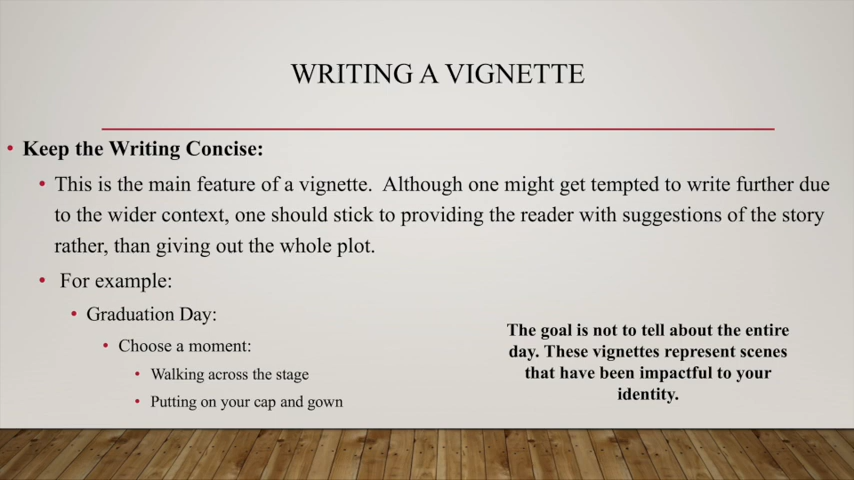 WRITING A VIGNETTE
• Keep the Writing Concise:
• This is the main feature of a vignette.  Although one might get tempted to write further due
to the wider context, one should stick to providing the reader with suggestions of the story
rather, than giving out the whole plot.
• For example:
• Graduation Day:
• Choose a moment:
• Walking across the stage
• Putting on your cap and gown
The goal is not to tell about the entire
day. These vignettes represent scenes
that have been impactful to your
identity.